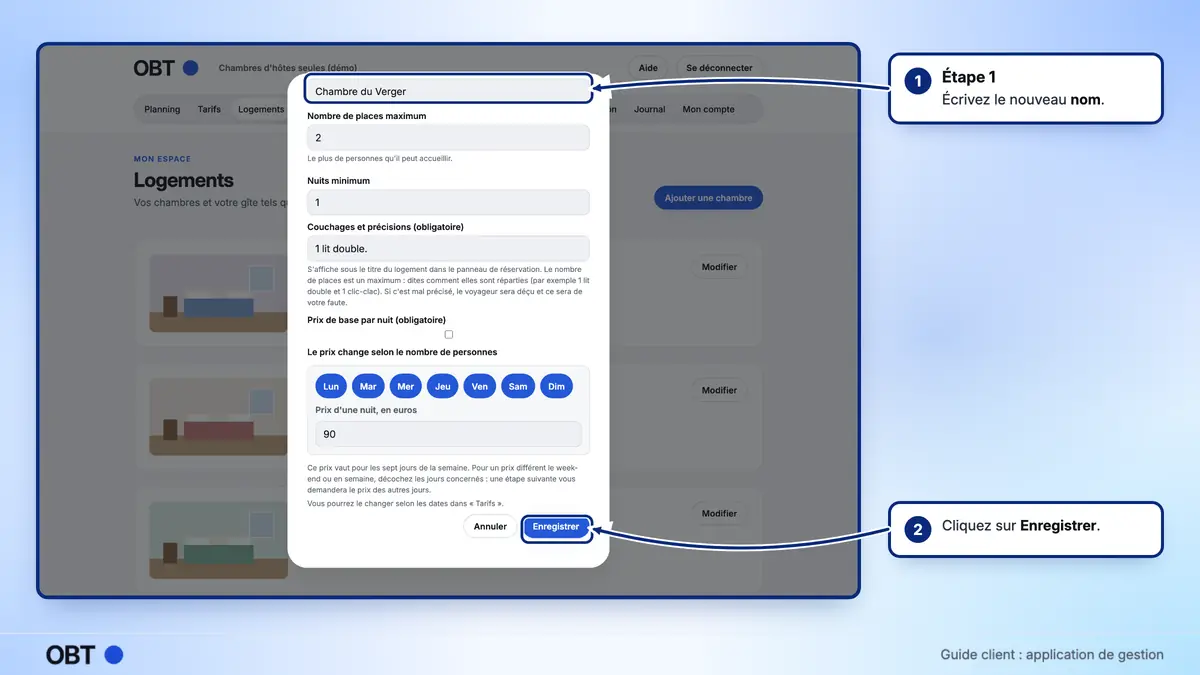 OBT
Chambres d'hôtes seules (démo)
Aide
Se déconnecter
Planning
Tarifs
Logements
Journal
Mon compte
MON ESPACE
Logements
Vos chambres et votre gîte tels
Ajouter une chambre
Modifier
Modifier
Modifier
Chambre du Verger
Nombre de places maximum
2
Le plus de personnes qu'il peut accueillir.
Nuits minimum
1
Couchages et précisions (obligatoire)
1 lit double.
S'affiche sous le titre du logement dans le panneau de réservation. Le nombre
de places est un maximum : dites comment elles sont réparties (par exemple 1 lit
double et 1 clic-clac). Si c'est mal précisé, le voyageur sera déçu et ce sera de
votre faute.
Prix de base par nuit (obligatoire)
Le prix change selon le nombre de personnes
Lun Mar Mer Jeu Ven Sam Dim
Prix d'une nuit, en euros
90
Ce prix vaut pour les sept jours de la semaine. Pour un prix différent le week-
end ou en semaine, décochez les jours concernés : une étape suivante vous
demandera le prix des autres jours.
Vous pourrez le changer selon les dates dans « Tarifs ».
Annuler
Enregistrer
1
Étape 1
Écrivez le nouveau nom.
2
Cliquez sur Enregistrer.
OBT
Guide client : application de gestion